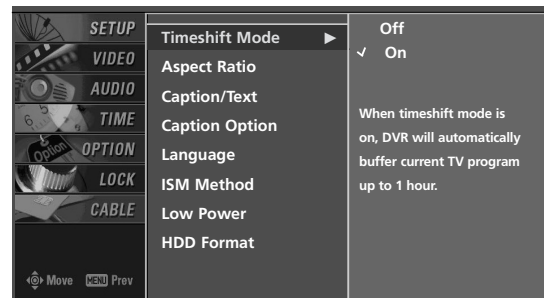 SETUP
VIDEO
AUDIO
TIME
Option
OPTION
LOCK
CABLE
Move MENU Prev
Timeshift Mode ►
Aspect Ratio
Caption/Text
Caption Option
Language
ISM Method
Low Power
HDD Format
Off
✓ On
When timeshift mode is
on, DVR will automatically
buffer current TV program
up to 1 hour.